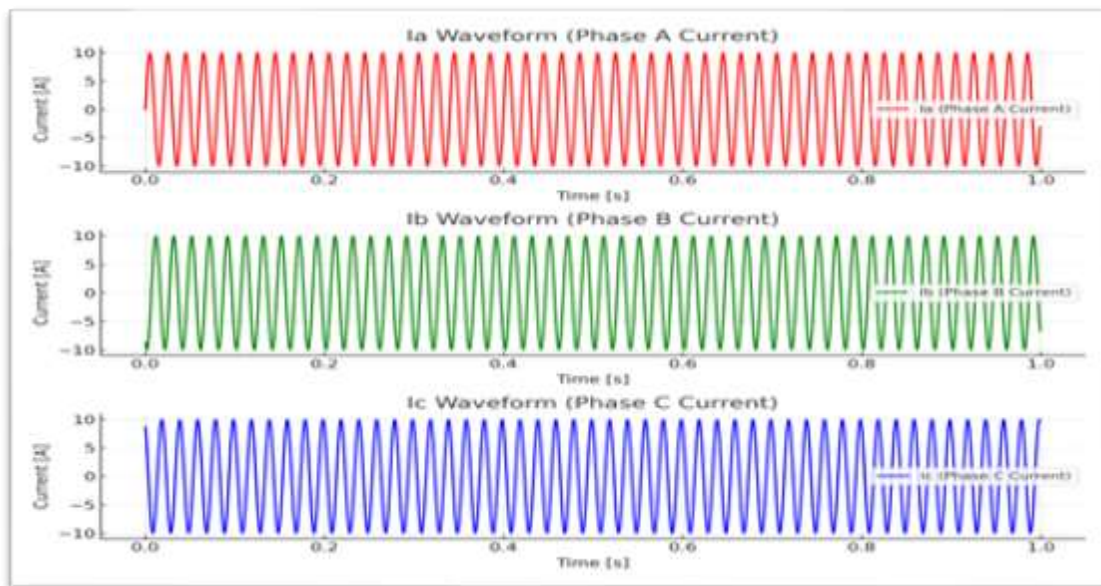 Ia Waveform (Phase A Current)
10
5
0
−5
−10
Current [A]
Ia (Phase A Current)
0.0 0.2 0.4 0.6 0.8 1.0
Time [s]
Ib Waveform (Phase B Current)
10
5
0
−5
−10
Current [A]
Ib (Phase B Current)
0.0 0.2 0.4 0.6 0.8 1.0
Time [s]
Ic Waveform (Phase C Current)
10
5
0
−5
−10
Current [A]
Ic (Phase C Current)
0.0 0.2 0.4 0.6 0.8 1.0
Time [s]